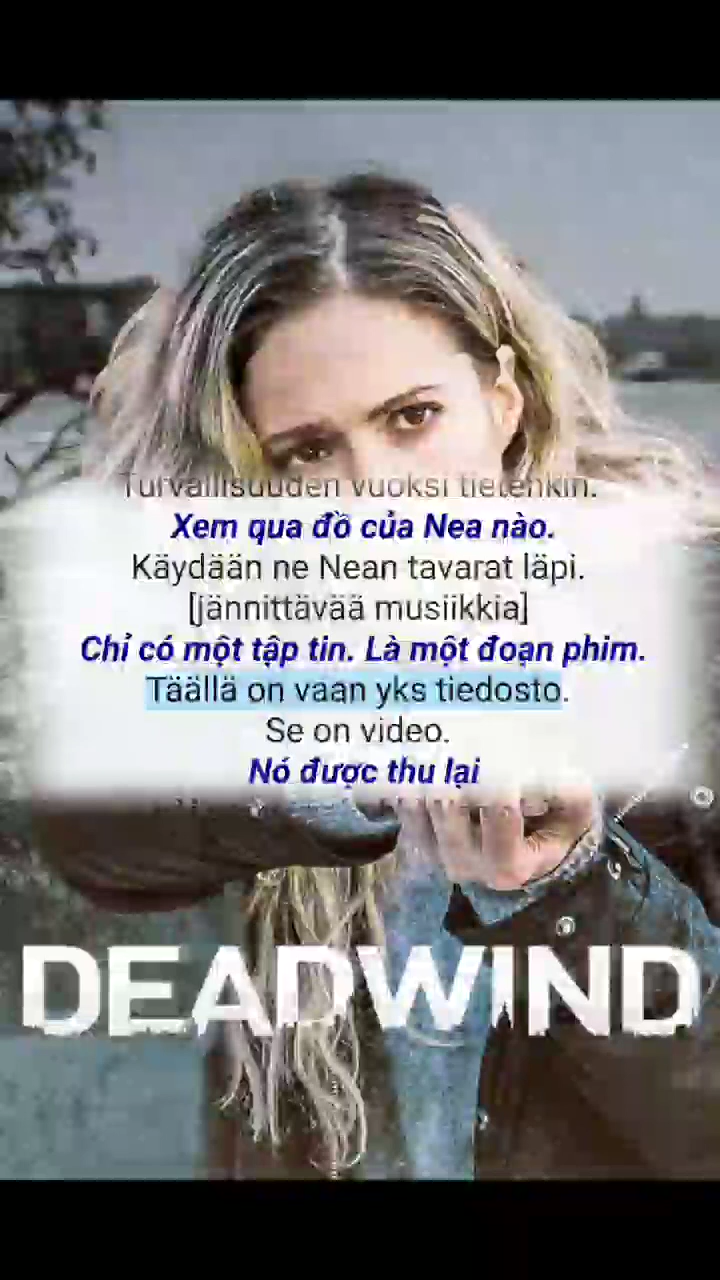 Turvallisuuden vuoksi tietenkin.
Xem qua đồ của Nea nào.
Käydään ne Nean tavarat läpi.
[jännittävää musiikkia]
Chỉ có một tập tin. Là một đoạn phim.
Täällä on vaan yks tiedosto.
Se on video.
Nó được thu lại
DEADWIND